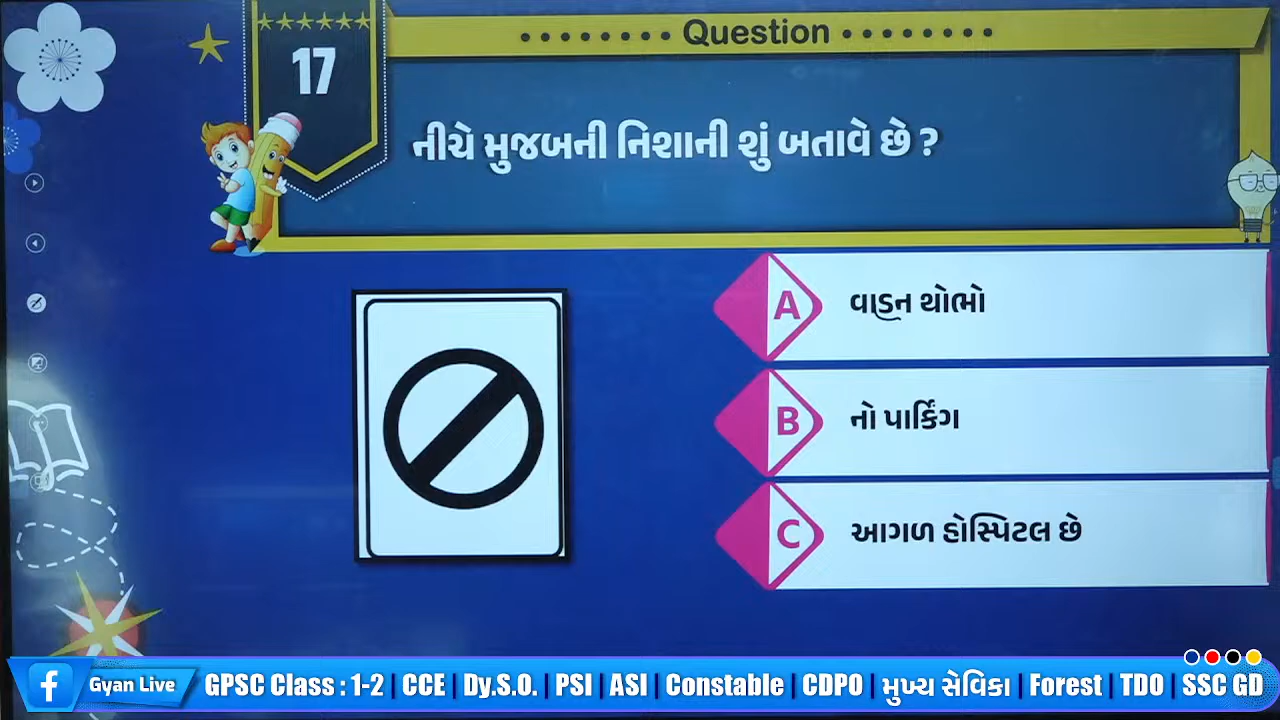 17
Question
નીચે મુજબની નિશાની શું બતાવે છે ?
A વાહન થોભો
B નો પાર્કિંગ
C આગળ હોસ્પિટલ છે
Gyan Live GPSC Class : 1-2 | CCE | Dy.S.O. | PSI | ASI | Constable | CDPO | મુખ્ય સેવિકા | Forest | TDO | SSC GD